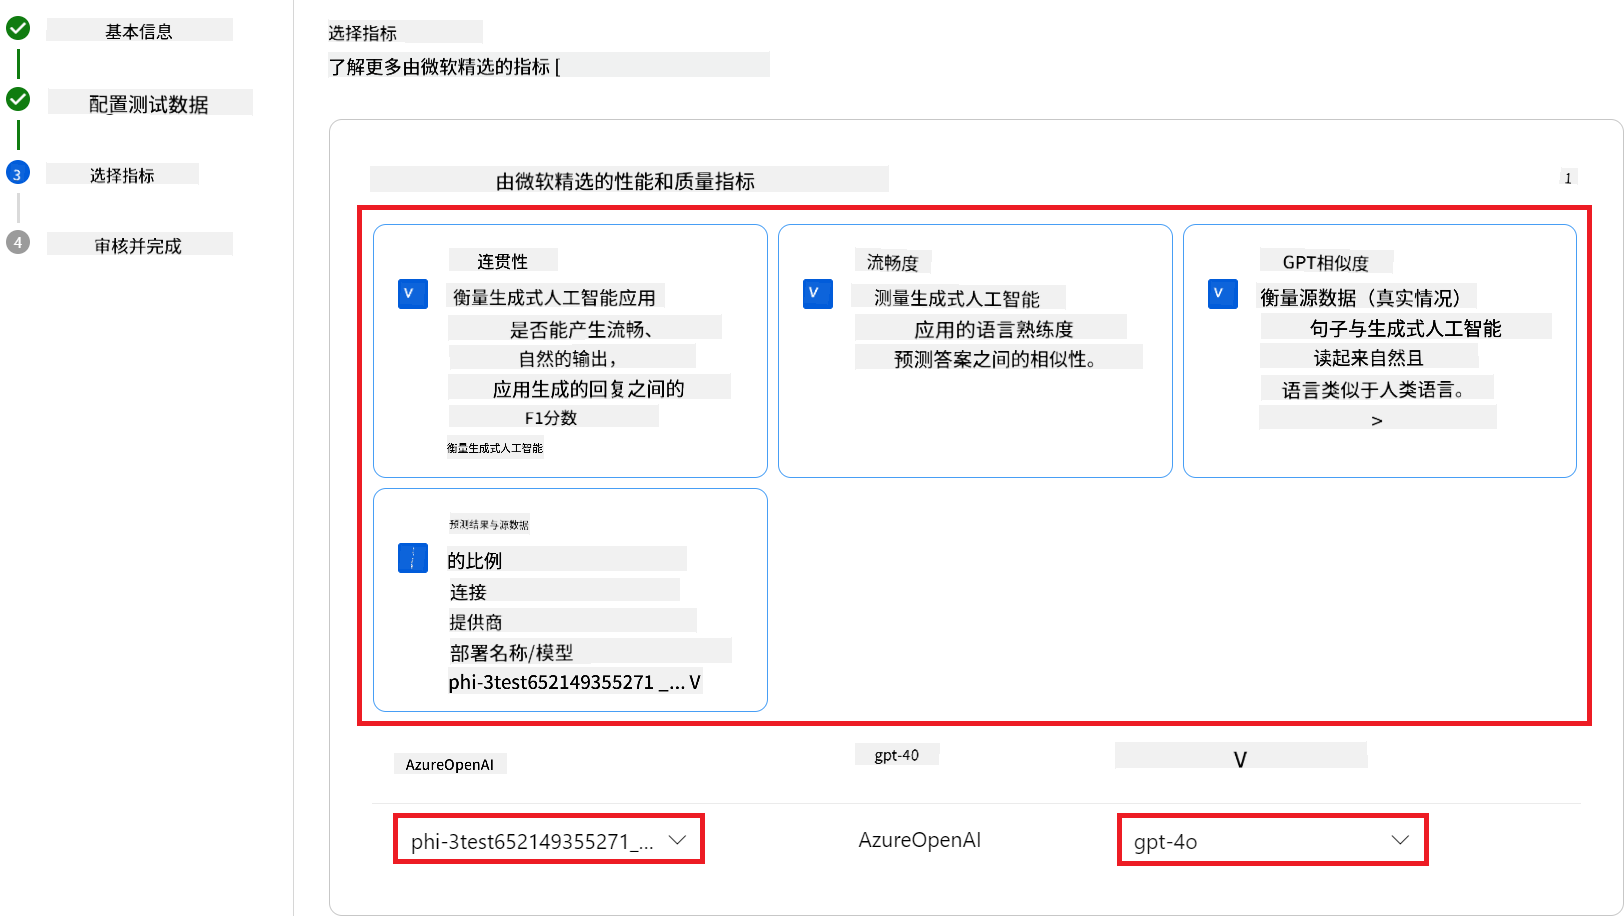 基本信息
配置测试数据
3
选择指标
4
审核并完成
选择指标
了解更多由微软精选的指标 [
由微软精选的性能和质量指标
1
连贯性
V
衡量生成式人工智能应用
是否能产生流畅、
自然的输出，
应用生成的回复之间的
F1分数
衡量生成式人工智能
流畅度
V
测量生成式人工智能
应用的语言熟练度
预测答案之间的相似性。
GPT相似度
V
衡量源数据（真实情况）
句子与生成式人工智能
读起来自然且
语言类似于人类语言。
>
预测结果与源数据
的比例
连接
提供商
部署名称/模型
phi-3test652149355271 _... V
AzureOpenAI
gpt-40
V
phi-3test652149355271_...
AzureOpenAI
gpt-4o